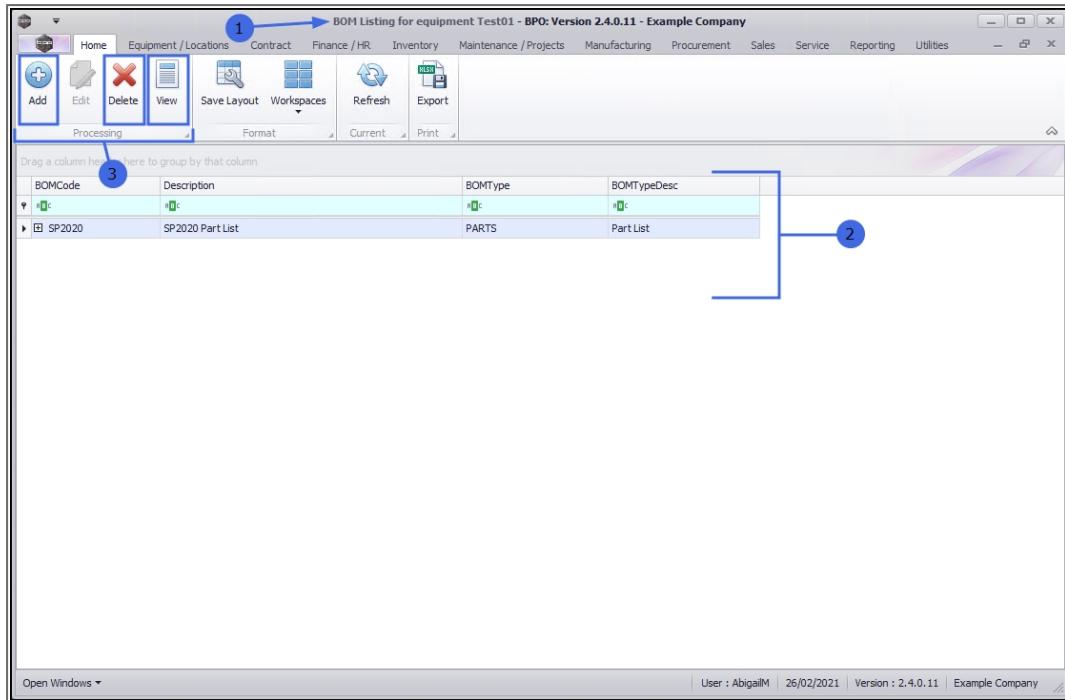 1
BOM Listing for equipment Test01 - BPO: Version 2.4.0.11 - Example Company
Home Equipment / Locations Contract Finance / HR Inventory Maintenance / Projects Manufacturing Procurement Sales Service Reporting Utilities
Add Edit Delete View Save Layout Workspaces Refresh XLSX Export
Processing Format Current Print
3
Drag a column here to group by that column
BOMCode Description BOMType BOMTypeDesc
SP2020 SP2020 Part List PARTS Part List
2
Open Windows User : AbigailM 26/02/2021 Version : 2.4.0.11 Example Company